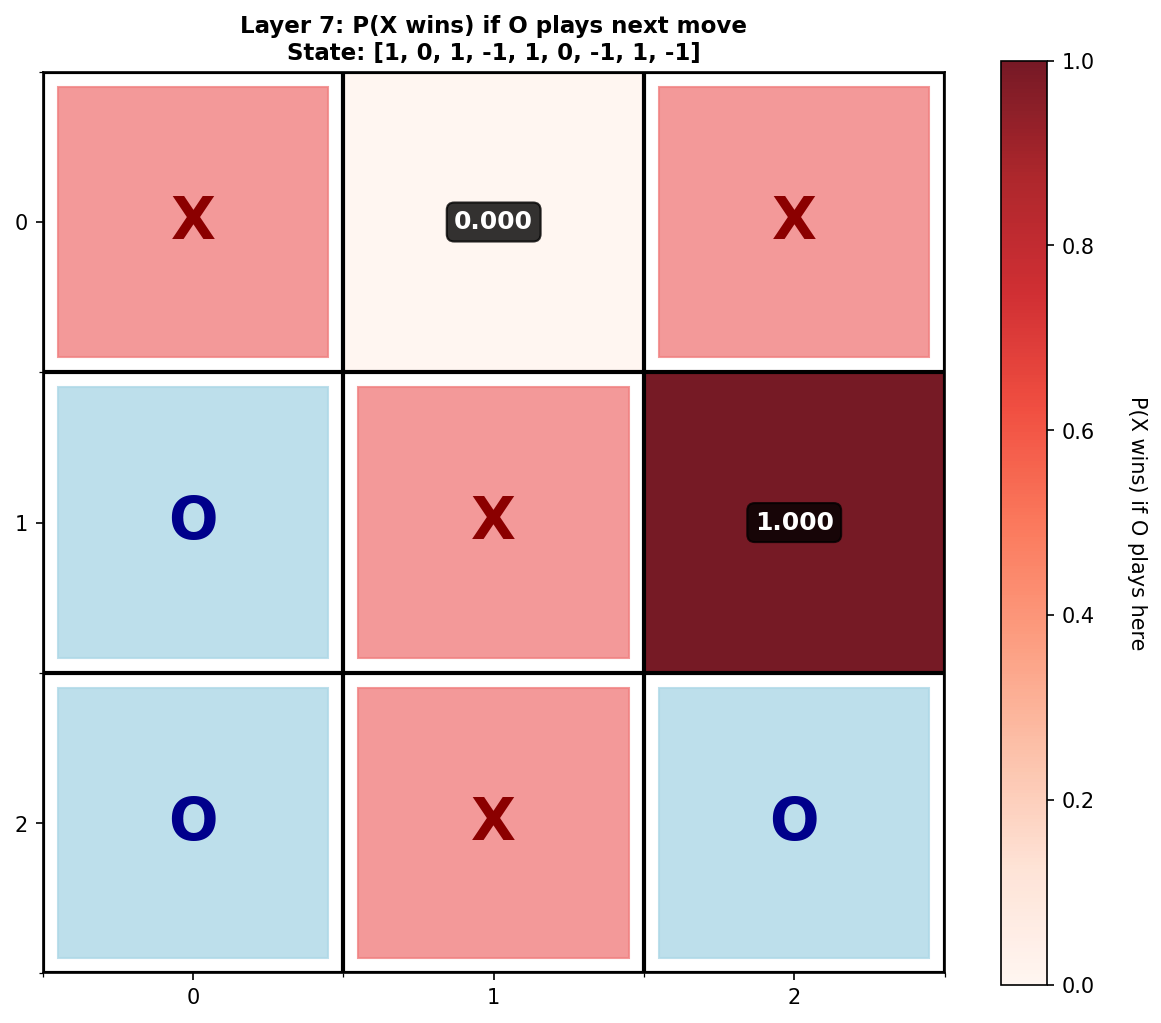 Layer 7: P(X wins) if O plays next move
State: [1, 0, 1, -1, 1, 0, -1, 1, -1]
X
0.000
X
O
X
1.000
O
X
O
0
1
2
0
1
2
1.0
0.8
0.6
0.4
0.2
0.0
P(X wins) if O plays here